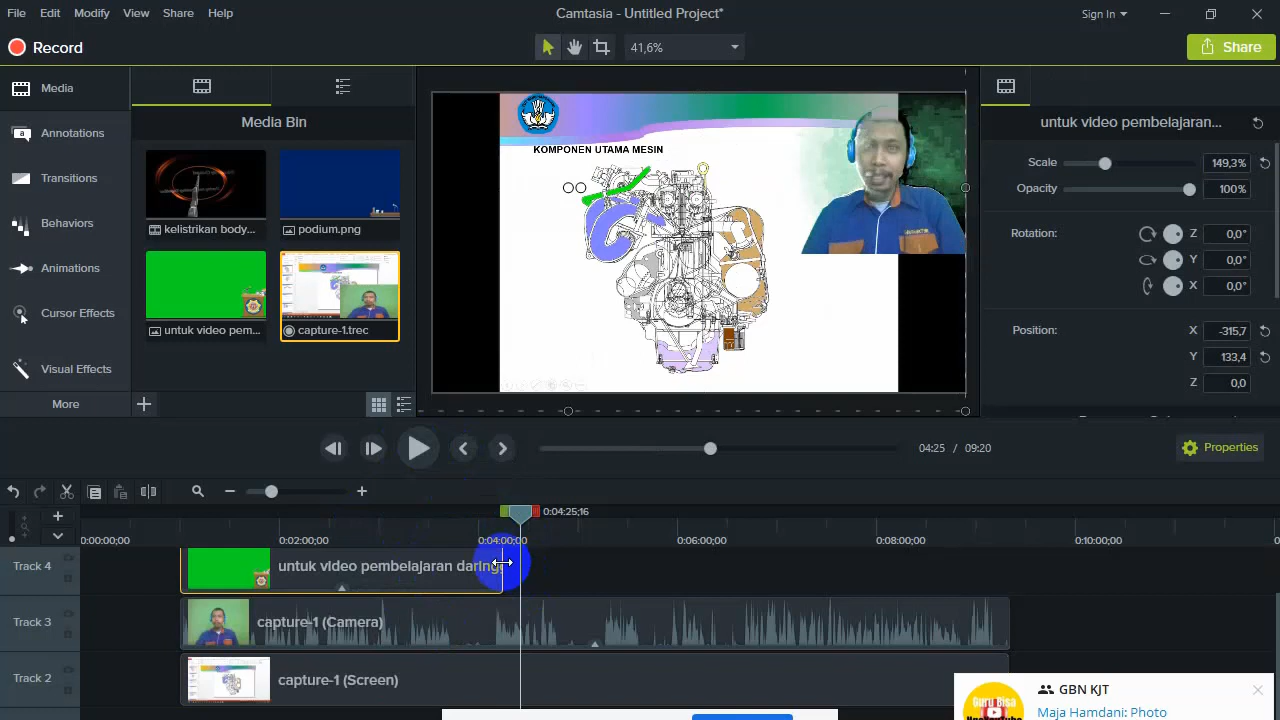 File Edit Modify View Share Help
Camtasia - Untitled Project*
Sign In
Record
41,6%
Share
Media
Annotations
Transitions
Behaviors
Animations
Cursor Effects
Visual Effects
More
Media Bin
kelistrikan body...
podium.png
untuk video pem...
capture-1.trec
KOMPONEN UTAMA MESIN
untuk video pembelajaran...
Scale 149,3%
Opacity 100%
Rotation: Z 0,0°
Y 0,0°
X 0,0°
Position: X -315,7
Y 133,4
Z 0,0
04:25 / 09:20
Properties
0:04:25;16
0:00:00;00 0:02:00;00 0:04:00;00 0:06:00;00 0:08:00;00 0:10:00;00
Track 4
untuk video pembelajaran daring
Track 3
capture-1 (Camera)
Track 2
capture-1 (Screen)
GBN KJT
Maja Hamdani: Photo
Guru Bisa